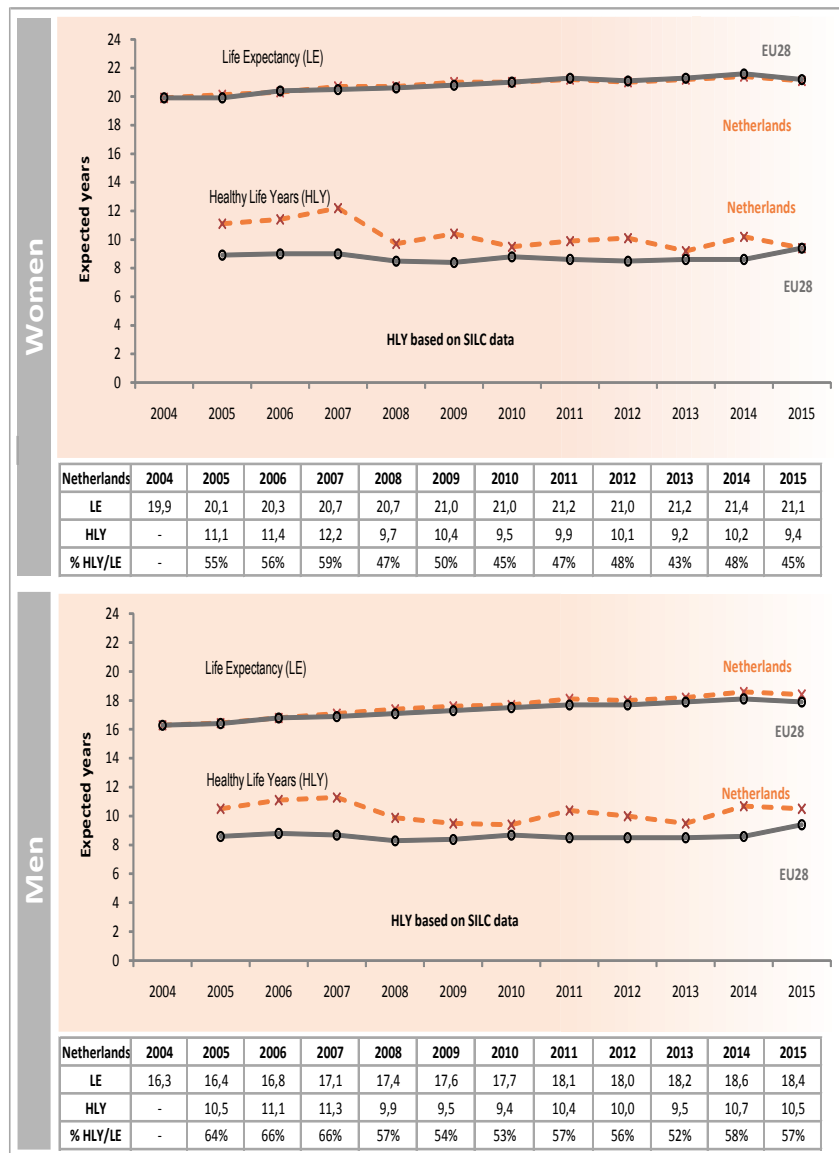 Women
24
22
20
18
16
14
12
10
8
6
4
2
0
Expected years
Life Expectancy (LE)
EU28
Netherlands
Healthy Life Years (HLY)
Netherlands
EU28
HLY based on SILC data
2004 2005 2006 2007 2008 2009 2010 2011 2012 2013 2014 2015
Netherlands 2004 2005 2006 2007 2008 2009 2010 2011 2012 2013 2014 2015
LE 19,9 20,1 20,3 20,7 20,7 21,0 21,0 21,2 21,0 21,2 21,4 21,1
HLY - 11,1 11,4 12,2 9,7 10,4 9,5 9,9 10,1 9,2 10,2 9,4
% HLY/LE - 55% 56% 59% 47% 50% 45% 47% 48% 43% 48% 45%
Men
24
22
20
18
16
14
12
10
8
6
4
2
0
Expected years
Life Expectancy (LE)
Netherlands
EU28
Healthy Life Years (HLY)
Netherlands
EU28
HLY based on SILC data
2004 2005 2006 2007 2008 2009 2010 2011 2012 2013 2014 2015
Netherlands 2004 2005 2006 2007 2008 2009 2010 2011 2012 2013 2014 2015
LE 16,3 16,4 16,8 17,1 17,4 17,6 17,7 18,1 18,0 18,2 18,6 18,4
HLY - 10,5 11,1 11,3 9,9 9,5 9,4 10,4 10,0 9,5 10,7 10,5
% HLY/LE - 64% 66% 66% 57% 54% 53% 57% 56% 52% 58% 57%